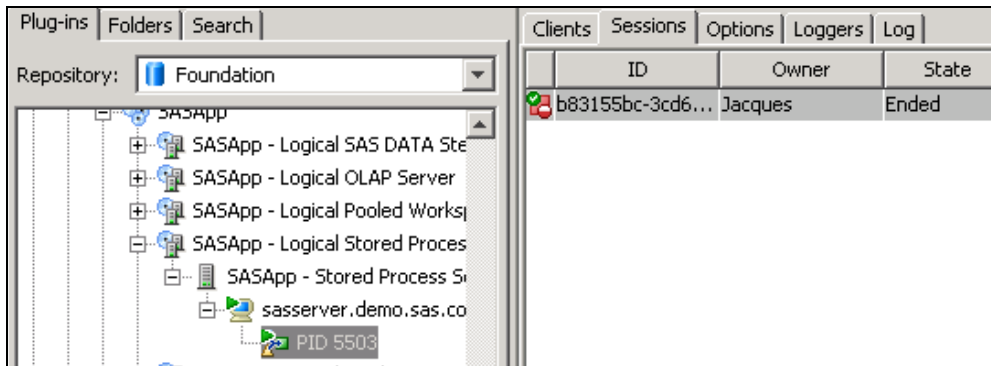 Plug-ins Folders Search
Repository: Foundation
SASApp
SASApp - Logical SAS DATA Ste
SASApp - Logical OLAP Server
SASApp - Logical Pooled Worksp
SASApp - Logical Stored Proces
SASApp - Stored Process Se
sasserver.demo.sas.co
PID 5503
Clients Sessions Options Loggers Log
ID Owner State
b83155bc-3cd6... Jacques Ended